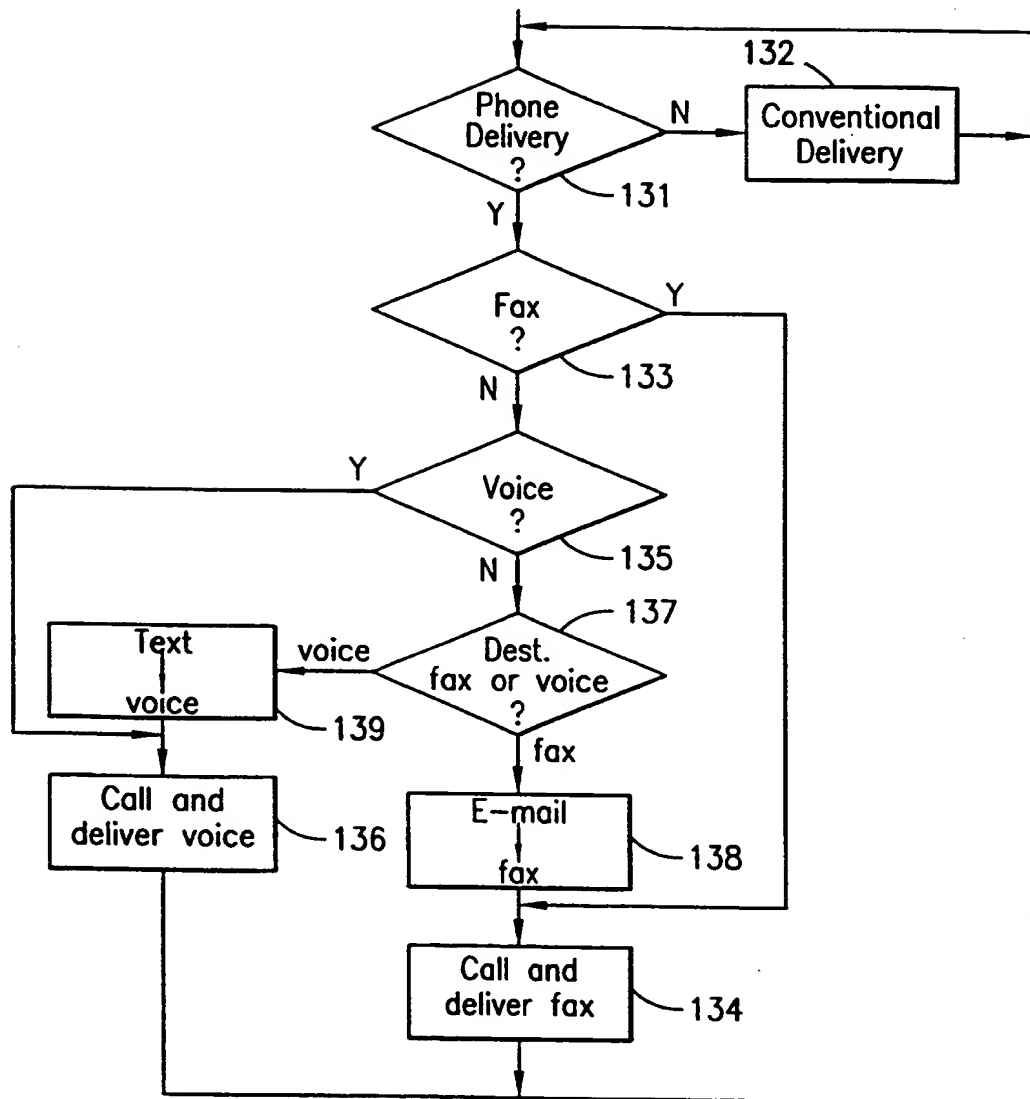 132
Phone
Delivery
?
N
Conventional
Delivery
131
Y
Fax
?
Y
133
N
Y
Voice
?
135
N
137
Text
voice
voice
Dest.
fax or voice
?
139
fax
Call and
deliver voice
136
E-mail
fax
138
Call and
deliver fax
134